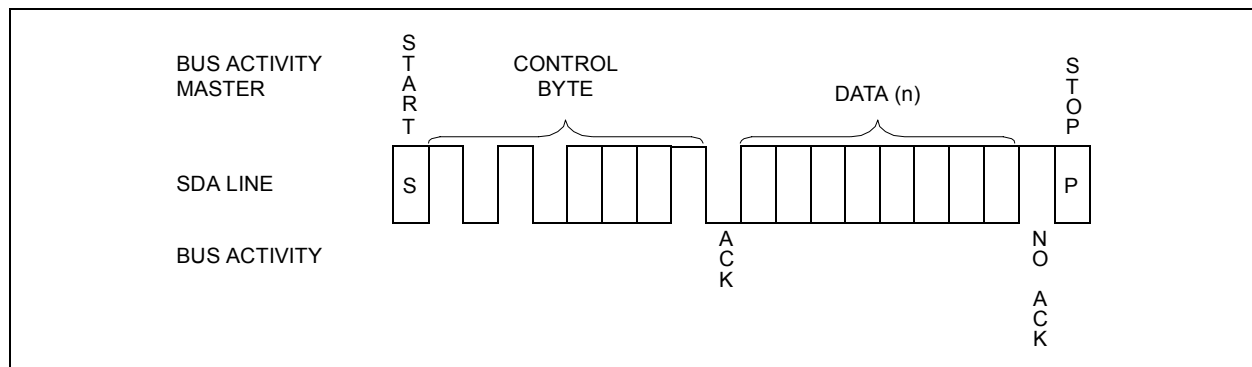 BUS ACTIVITY
MASTER
START
CONTROL
BYTE
DATA (n)
STOP
SDA LINE
S
P
BUS ACTIVITY
ACK
NO ACK